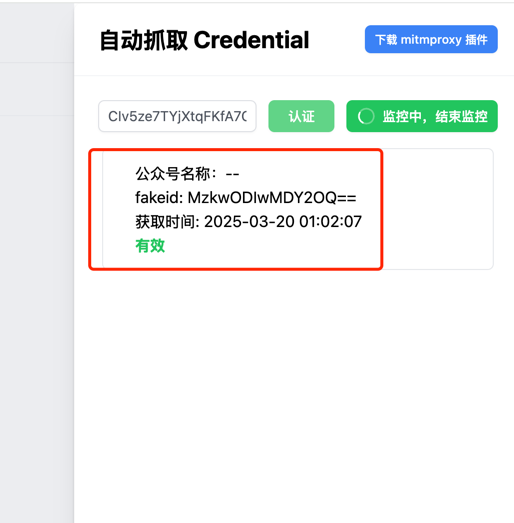 自动抓取 Credential
下载 mitmproxy 插件
CIv5ze7TYjXtqFKfA7C
认证
监控中，结束监控
公众号名称：--
fakeid: MzkwODIwMDY2OQ==
获取时间: 2025-03-20 01:02:07
有效